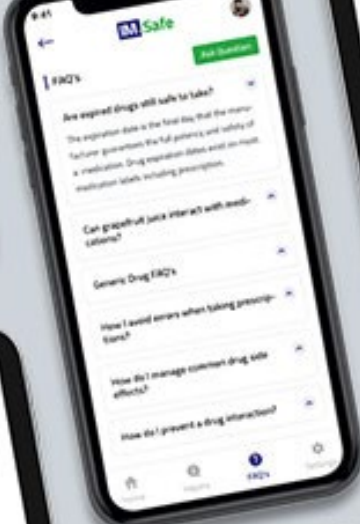 9:41
IM Safe
Ask Question
FAQ's
Are expired drugs still safe to take?
The expiration date is the final day that the manu-
facturer guarantees the full potency and safety of
a medication. Drug expiration dates exist on most
medication labels including prescription.
Can grapefruit juice interact with medi-
cations?
Generic Drug FAQ's
How I avoid errors when taking prescrip-
tions?
How do I manage common drug side
effects?
How do I prevent a drug interaction?
Home
FAQ's
Settings